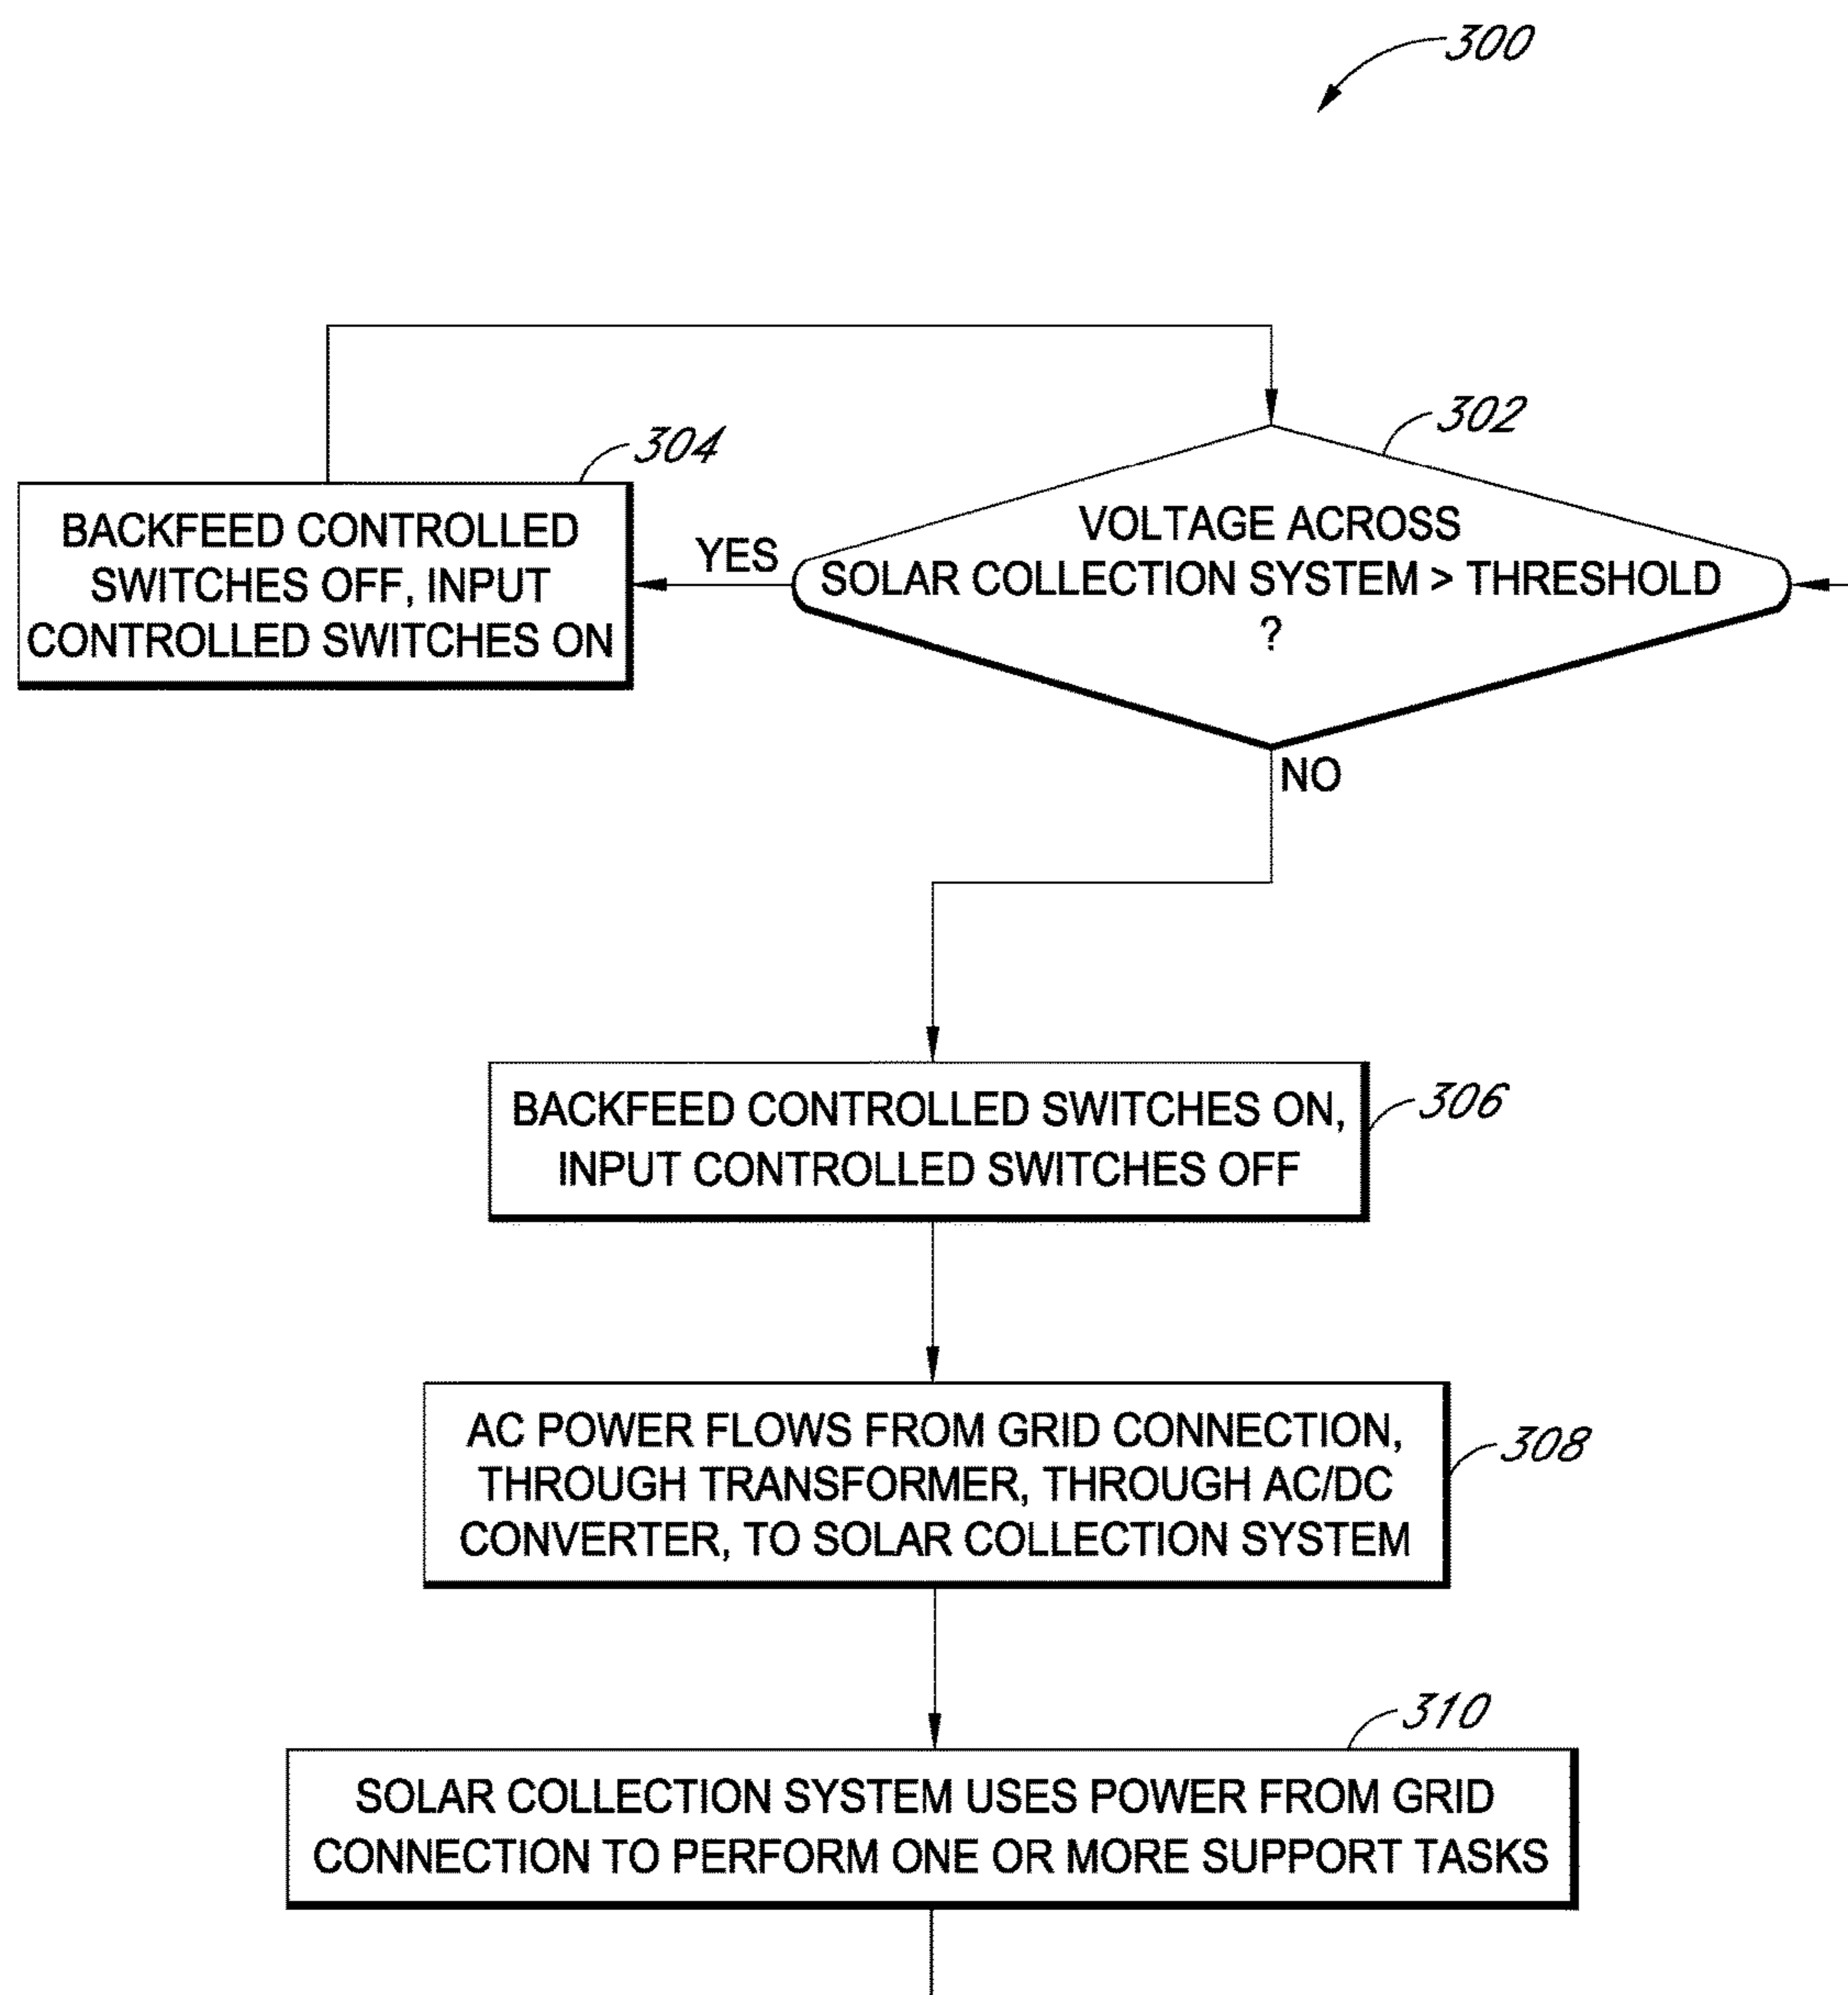 300
302
VOLTAGE ACROSS
SOLAR COLLECTION SYSTEM > THRESHOLD
?
YES
304
BACKFEED CONTROLLED
SWITCHES OFF, INPUT
CONTROLLED SWITCHES ON
NO
306
BACKFEED CONTROLLED SWITCHES ON,
INPUT CONTROLLED SWITCHES OFF
308
AC POWER FLOWS FROM GRID CONNECTION,
THROUGH TRANSFORMER, THROUGH AC/DC
CONVERTER, TO SOLAR COLLECTION SYSTEM
310
SOLAR COLLECTION SYSTEM USES POWER FROM GRID
CONNECTION TO PERFORM ONE OR MORE SUPPORT TASKS